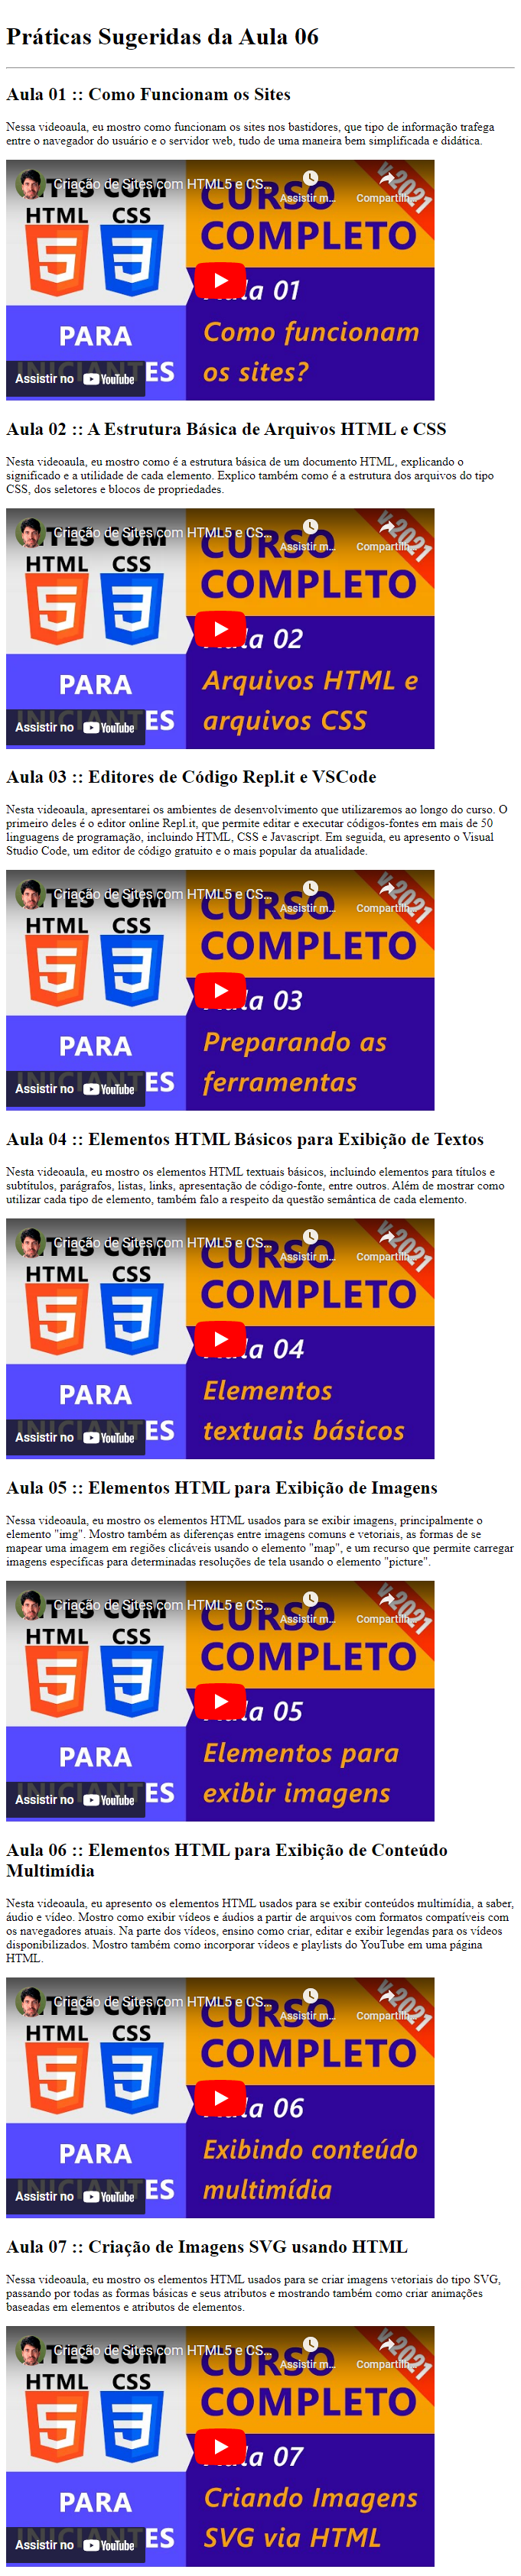 Práticas Sugeridas da Aula 06
Aula 01 :: Como Funcionam os Sites
Nessa videoaula, eu mostro como funcionam os sites nos bastidores, que tipo de informação trafega
entre o navegador do usuário e o servidor web, tudo de uma maneira bem simplificada e didática.
Criação de Sites com HTML5 e CS...
Assistir m...
Compartilh...
v.2021
HTML CSS
CURSO
COMPLETO
Aula 01
PARA
INICIANTES
Como funcionam
os sites?
Assistir no YouTube
Aula 02 :: A Estrutura Básica de Arquivos HTML e CSS
Nesta videoaula, eu mostro como é a estrutura básica de um documento HTML, explicando o
significado e a utilidade de cada elemento. Explico também como é a estrutura dos arquivos do tipo
CSS, dos seletores e blocos de propriedades.
Criação de Sites com HTML5 e CS...
Assistir m...
Compartilh...
v.2021
HTML CSS
CURSO
COMPLETO
Aula 02
PARA
INICIANTES
Arquivos HTML e
arquivos CSS
Assistir no YouTube
Aula 03 :: Editores de Código Repl.it e VSCode
Nesta videoaula, apresentarei os ambientes de desenvolvimento que utilizaremos ao longo do curso. O
primeiro deles é o editor online Repl.it, que permite editar e executar códigos-fontes em mais de 50
linguagens de programação, incluindo HTML, CSS e Javascript. Em seguida, eu apresento o Visual
Studio Code, um editor de código gratuito e o mais popular da atualidade.
Criação de Sites com HTML5 e CS...
Assistir m...
Compartilh...
v.2021
HTML CSS
CURSO
COMPLETO
Aula 03
PARA
INICIANTES
Preparando as
ferramentas
Assistir no YouTube
Aula 04 :: Elementos HTML Básicos para Exibição de Textos
Nesta videoaula, eu mostro os elementos HTML textuais básicos, incluindo elementos para títulos e
subtítulos, parágrafos, listas, links, apresentação de código-fonte, entre outros. Além de mostrar como
utilizar cada tipo de elemento, também falo a respeito da questão semântica de cada elemento.
Criação de Sites com HTML5 e CS...
Assistir m...
Compartilh...
v.2021
HTML CSS
CURSO
COMPLETO
Aula 04
PARA
INICIANTES
Elementos
textuais básicos
Assistir no YouTube
Aula 05 :: Elementos HTML para Exibição de Imagens
Nessa videoaula, eu mostro os elementos HTML usados para se exibir imagens, principalmente o
elemento "img". Mostro também as diferenças entre imagens comuns e vetoriais, as formas de se
mapear uma imagem em regiões clicáveis usando o elemento "map", e um recurso que permite carregar
imagens específicas para determinadas resoluções de tela usando o elemento "picture".
Criação de Sites com HTML5 e CS...
Assistir m...
Compartilh...
v.2021
HTML CSS
CURSO
COMPLETO
Aula 05
PARA
INICIANTES
Elementos para
exibir imagens
Assistir no YouTube
Aula 06 :: Elementos HTML para Exibição de Conteúdo
Multimídia
Nesta videoaula, eu apresento os elementos HTML usados para se exibir conteúdos multimídia, a saber,
áudio e vídeo. Mostro como exibir vídeos e áudios a partir de arquivos com formatos compatíveis com
os navegadores atuais. Na parte dos vídeos, ensino como criar, editar e exibir legendas para os vídeos
disponibilizados. Mostro também como incorporar vídeos e playlists do YouTube em uma página
HTML.
Criação de Sites com HTML5 e CS...
Assistir m...
Compartilh...
v.2021
HTML CSS
CURSO
COMPLETO
Aula 06
PARA
INICIANTES
Exibindo conteúdo
multimídia
Assistir no YouTube
Aula 07 :: Criação de Imagens SVG usando HTML
Nessa videoaula, eu mostro os elementos HTML usados para se criar imagens vetoriais do tipo SVG,
passando por todas as formas básicas e seus atributos e mostrando também como criar animações
baseadas em elementos e atributos de elementos.
Criação de Sites com HTML5 e CS...
Assistir m...
Compartilh...
v.2021
HTML CSS
CURSO
COMPLETO
Aula 07
PARA
INICIANTES
Criando Imagens
SVG via HTML
Assistir no YouTube